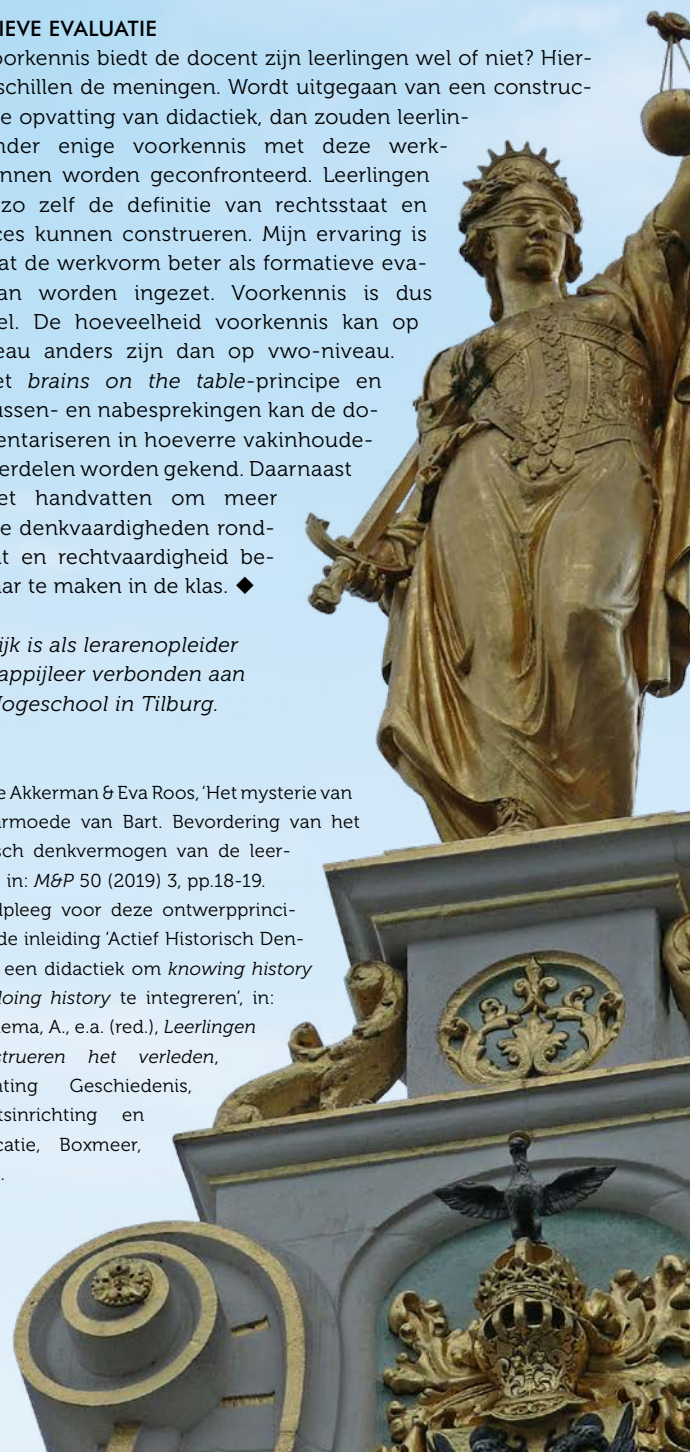 IEVE EVALUATIE
oorkennis biedt de docent zijn leerlingen wel of niet? Hier-
schillen de meningen. Wordt uitgegaan van een construc-
e opvatting van didactiek, dan zouden leerlin-
nder enige voorkennis met deze werk-
nnen worden geconfronteerd. Leerlingen
zo zelf de definitie van rechtsstaat en
ces kunnen construeren. Mijn ervaring is
at de werkvorm beter als formatieve eva-
an worden ingezet. Voorkennis is dus
el. De hoeveelheid voorkennis kan op
eau anders zijn dan op vwo-niveau.
et brains on the table-principe en
ussen- en nabesprekingen kan de do-
entariseren in hoeverre vakinhoude-
erdelen worden gekend. Daarnaast
et handvatten om meer
e denkvaardigheden rond-
at en rechtvaardigheid be-
aar te maken in de klas. ◆
ijk is als lerarenopleider
appijleer verbonden aan
Hogeschool in Tilburg.
e Akkerman & Eva Roos, ‘Het mysterie van
armoede van Bart. Bevordering van het
sch denkvermogen van de leer-
in: M&P 50 (2019) 3, pp.18-19.
dpleeg voor deze ontwerpprinci-
de inleiding ‘Actief Historisch Den-
een didactiek om knowing history
doing history te integreren’, in:
ema, A., e.a. (red.), Leerlingen
strueren het verleden,
hting Geschiedenis,
tsinrichting en
catie, Boxmeer,
.